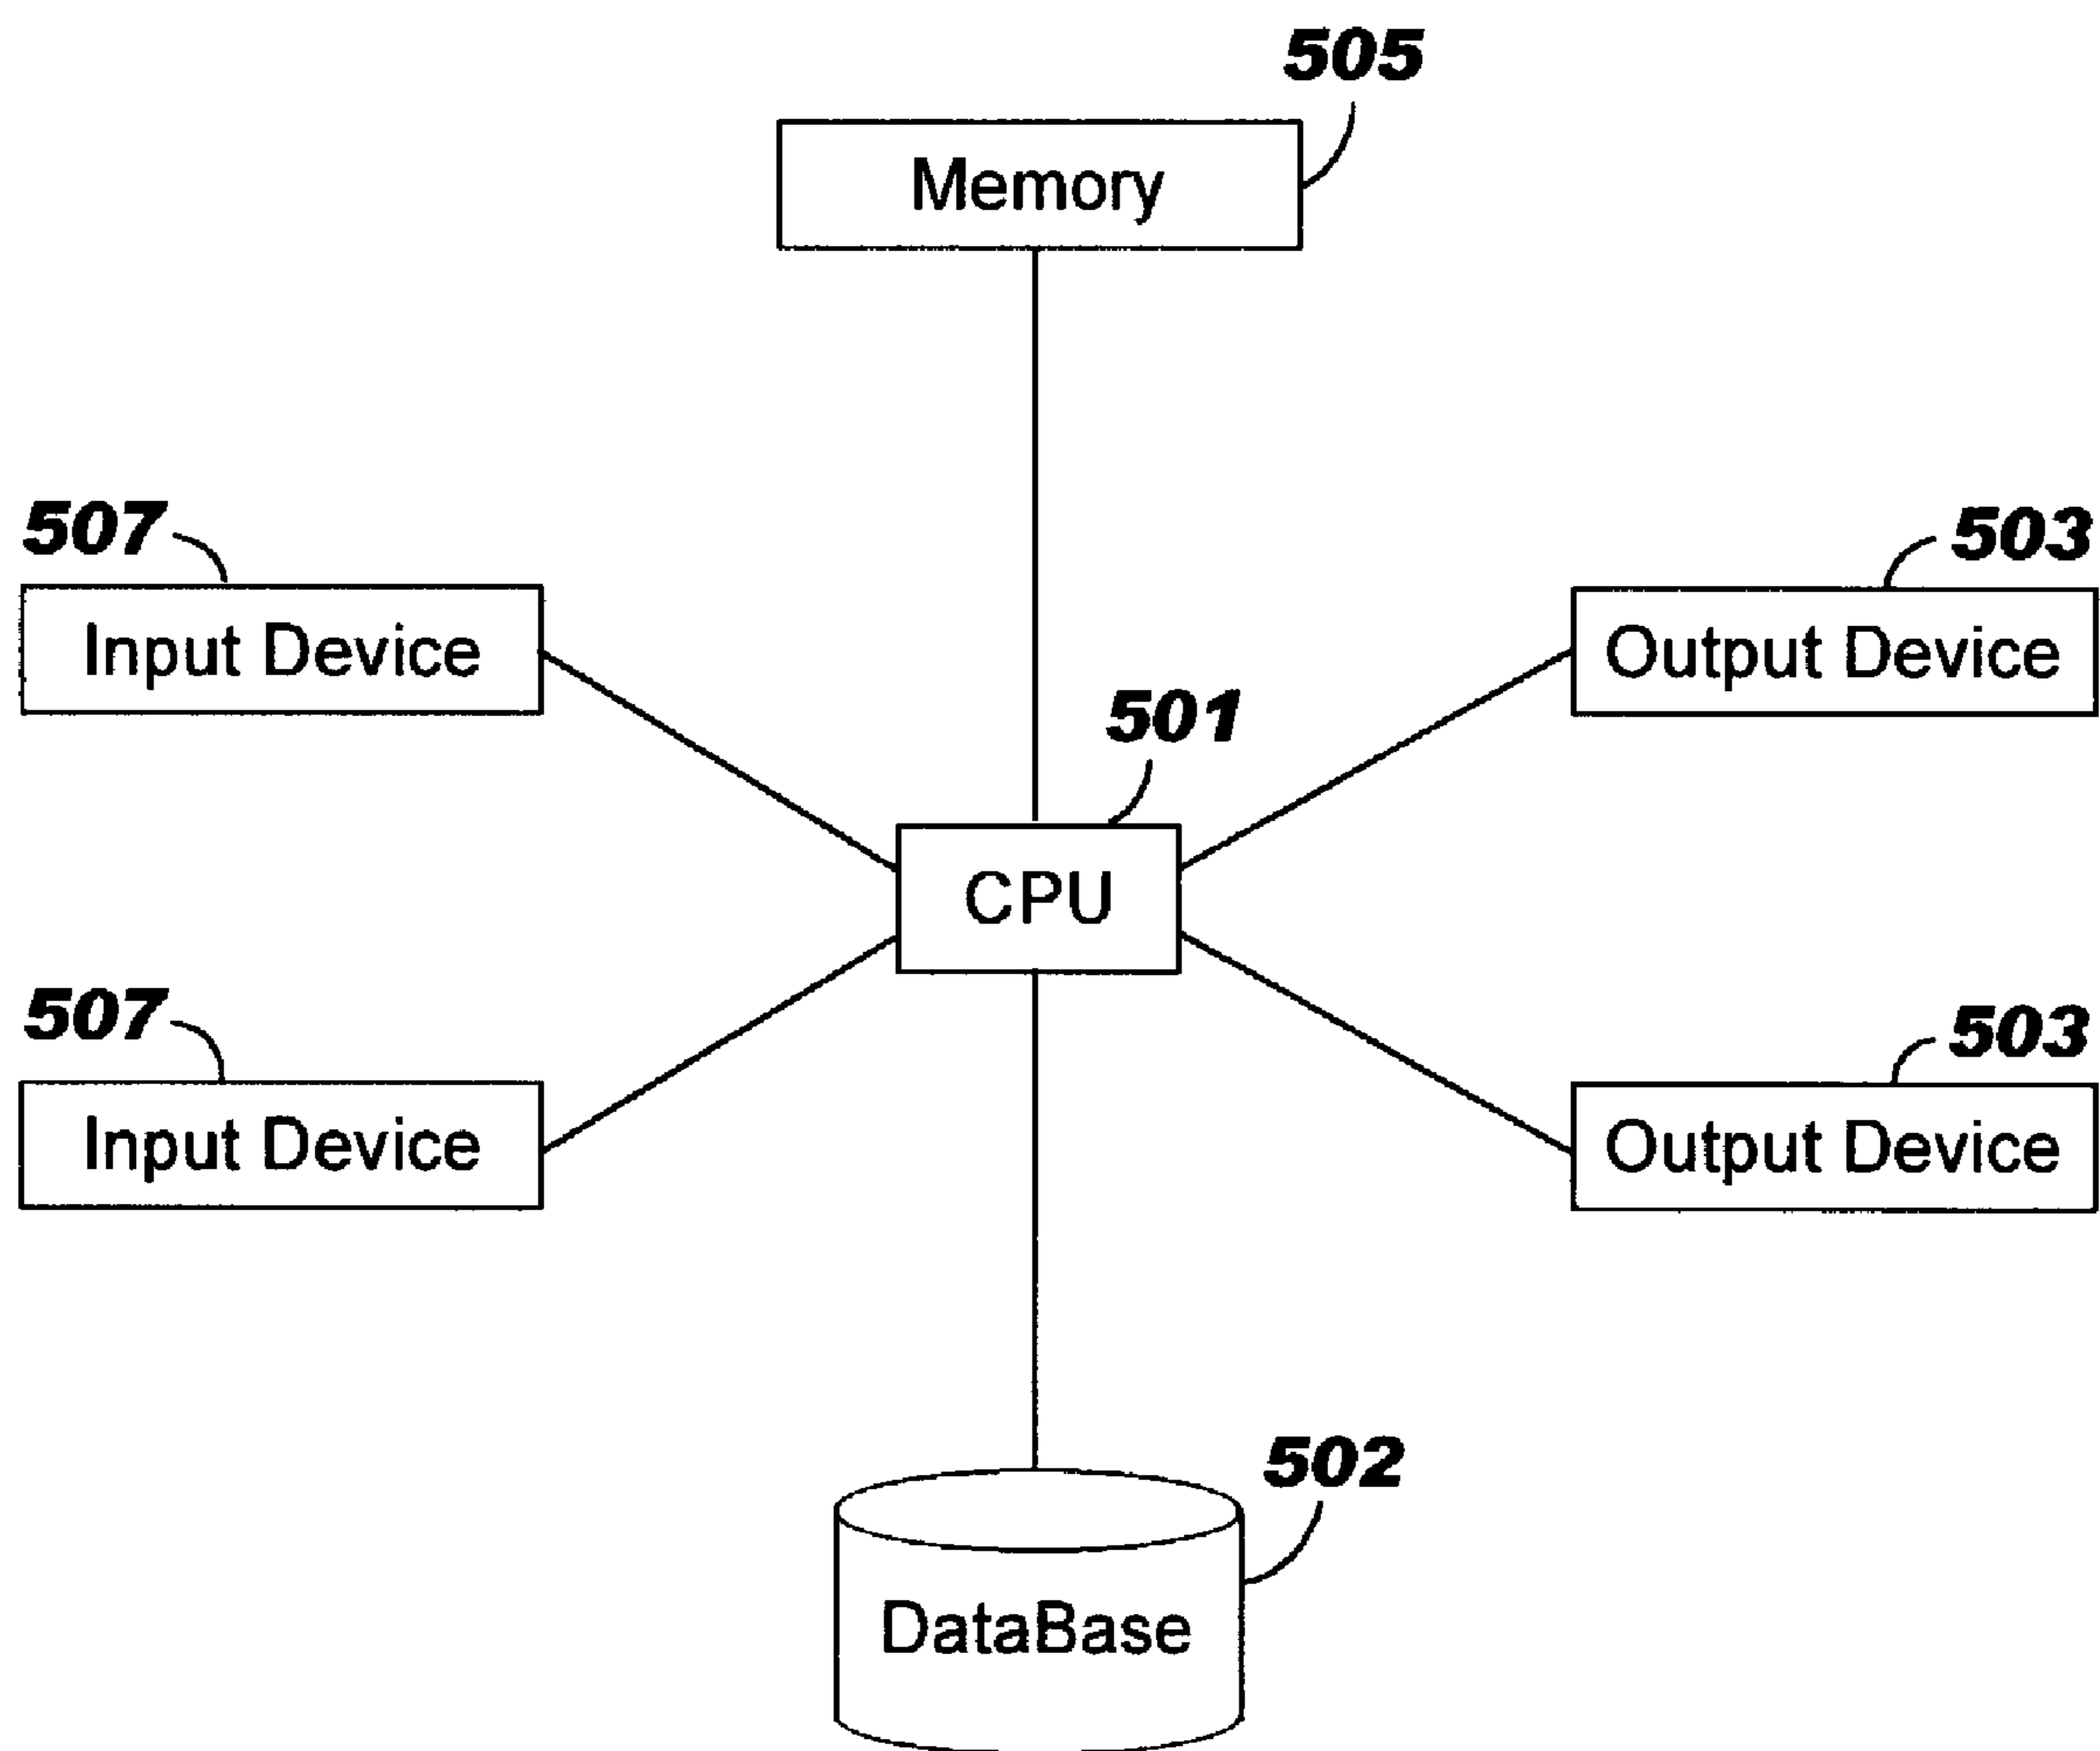 505
Memory
507
503
Input Device
Output Device
501
CPU
507
503
Input Device
Output Device
502
DataBase